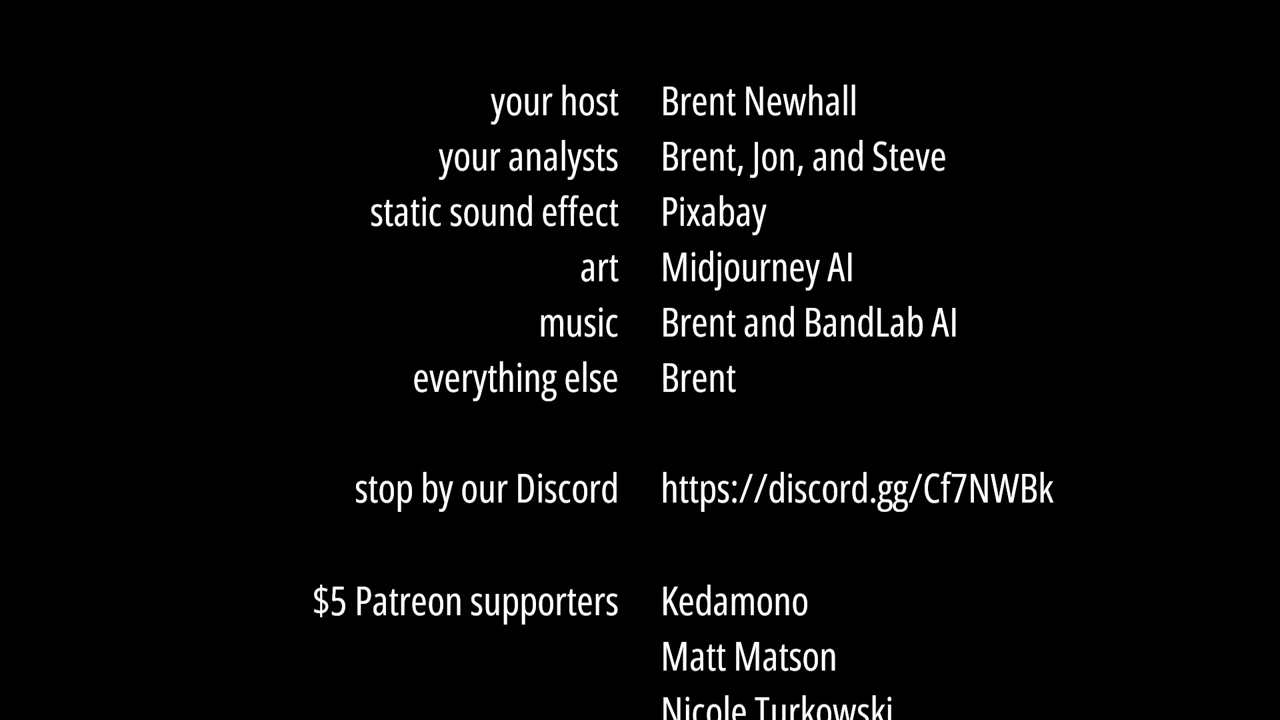 your host Brent Newhall
your analysts Brent, Jon, and Steve
static sound effect Pixabay
art Midjourney AI
music Brent and BandLab AI
everything else Brent
stop by our Discord https://discord.gg/Cf7NWBk
$5 Patreon supporters Kedamono
Matt Matson
Nicole Turkowski